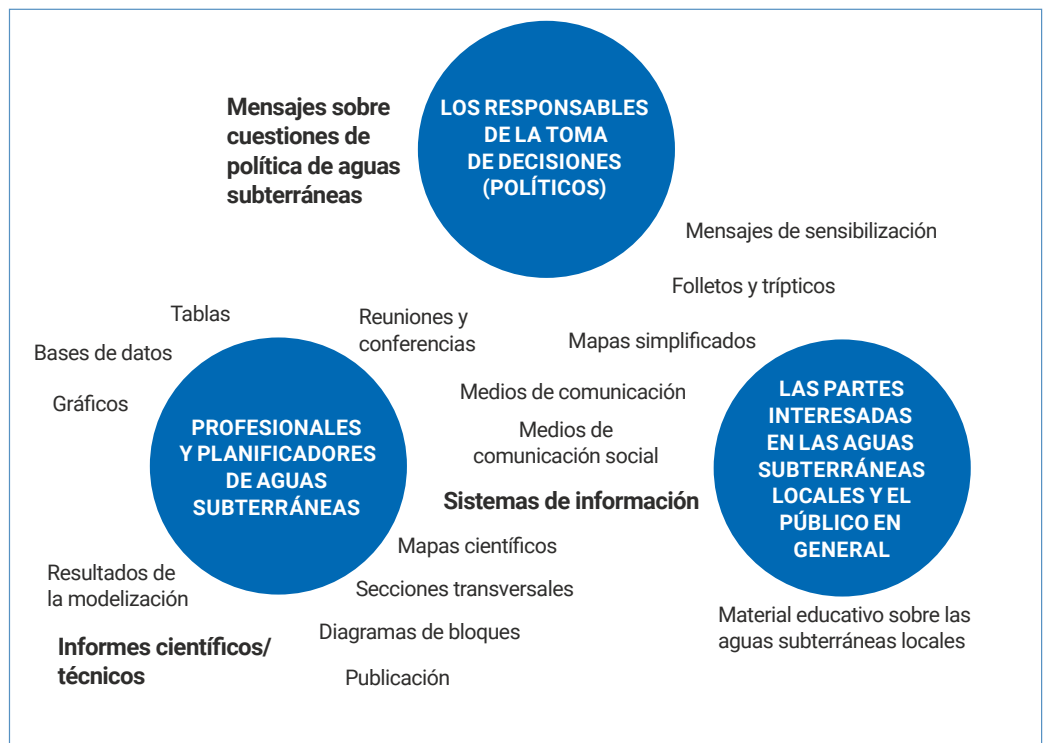 Mensajes sobre
cuestiones de
política de aguas
subterráneas
LOS RESPONSABLES
DE LA TOMA
DE DECISIONES
(POLÍTICOS)
Mensajes de sensibilización
Folletos y trípticos
Mapas simplificados
Tablas
Bases de datos
Gráficos
Reuniones y
conferencias
Medios de comunicación
Medios de
comunicación social
Sistemas de información
PROFESIONALES
Y PLANIFICADORES
DE AGUAS
SUBTERRÁNEAS
LAS PARTES
INTERESADAS
EN LAS AGUAS
SUBTERRÁNEAS
LOCALES Y EL
PÚBLICO EN
GENERAL
Mapas científicos
Secciones transversales
Diagramas de bloques
Publicación
Resultados de
la modelización
Informes científicos/
técnicos
Material educativo sobre las
aguas subterráneas locales